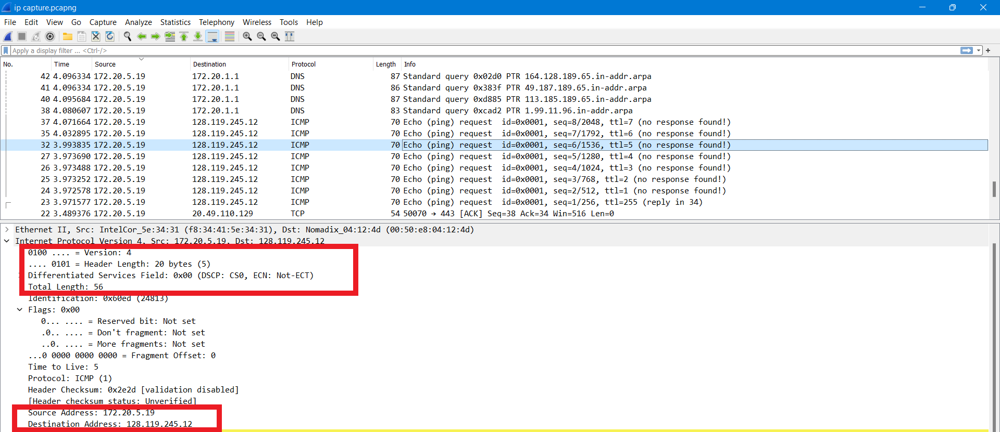 ip capture.pcapng
File Edit View Go Capture Analyze Statistics Telephony Wireless Tools Help
Apply a display filter ... <Ctrl-/>
No. Time Source Destination Protocol Length Info
42 4.096334 172.20.5.19 172.20.1.1 DNS 87 Standard query 0x02d0 PTR 164.128.189.65.in-addr.arpa
41 4.096334 172.20.5.19 172.20.1.1 DNS 86 Standard query 0x383f PTR 49.187.189.65.in-addr.arpa
40 4.095684 172.20.5.19 172.20.1.1 DNS 87 Standard query 0xd885 PTR 113.185.189.65.in-addr.arpa
38 4.080607 172.20.5.19 172.20.1.1 DNS 83 Standard query 0xcad2 PTR 1.99.11.96.in-addr.arpa
37 4.071664 172.20.5.19 128.119.245.12 ICMP 70 Echo (ping) request id=0x0001, seq=8/2048, ttl=7 (no response found!)
35 4.032895 172.20.5.19 128.119.245.12 ICMP 70 Echo (ping) request id=0x0001, seq=7/1792, ttl=6 (no response found!)
32 3.993835 172.20.5.19 128.119.245.12 ICMP 70 Echo (ping) request id=0x0001, seq=6/1536, ttl=5 (no response found!)
27 3.973690 172.20.5.19 128.119.245.12 ICMP 70 Echo (ping) request id=0x0001, seq=5/1280, ttl=4 (no response found!)
26 3.973488 172.20.5.19 128.119.245.12 ICMP 70 Echo (ping) request id=0x0001, seq=4/1024, ttl=3 (no response found!)
25 3.973252 172.20.5.19 128.119.245.12 ICMP 70 Echo (ping) request id=0x0001, seq=3/768, ttl=2 (no response found!)
24 3.972578 172.20.5.19 128.119.245.12 ICMP 70 Echo (ping) request id=0x0001, seq=2/512, ttl=1 (no response found!)
23 3.971577 172.20.5.19 128.119.245.12 ICMP 70 Echo (ping) request id=0x0001, seq=1/256, ttl=255 (reply in 34)
22 3.489376 172.20.5.19 20.49.110.129 TCP 54 50070 → 443 [ACK] Seq=38 Ack=34 Win=516 Len=0
Ethernet II, Src: IntelCor_5e:34:31 (f8:34:41:5e:34:31), Dst: Nomadix_04:12:4d (00:50:e8:04:12:4d)
Internet Protocol Version 4, Src: 172.20.5.19, Dst: 128.119.245.12
0100 .... = Version: 4
.... 0101 = Header Length: 20 bytes (5)
Differentiated Services Field: 0x00 (DSCP: CS0, ECN: Not-ECT)
Total Length: 56
Identification: 0x60ed (24813)
Flags: 0x00
0... .... = Reserved bit: Not set
.0.. .... = Don't fragment: Not set
..0. .... = More fragments: Not set
...0 0000 0000 0000 = Fragment Offset: 0
Time to Live: 5
Protocol: ICMP (1)
Header Checksum: 0x2e2d [validation disabled]
[Header checksum status: Unverified]
Source Address: 172.20.5.19
Destination Address: 128.119.245.12